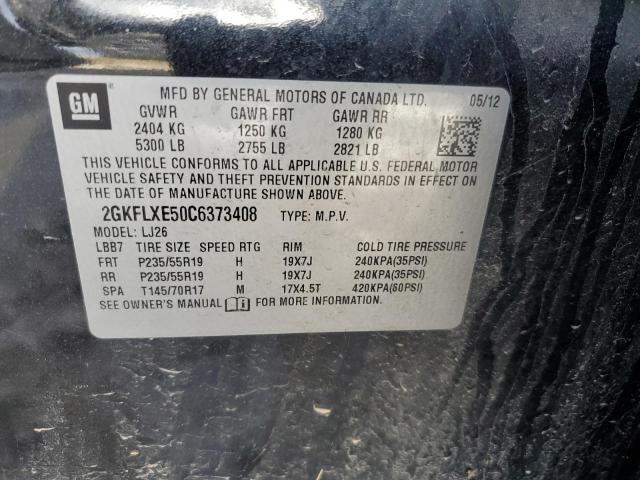 GM
MFD BY GENERAL MOTORS OF CANADA LTD. 05/12
GVWR GAWR FRT GAWR RR
2404 KG 1250 KG 1280 KG
5300 LB 2755 LB 2821 LB
THIS VEHICLE CONFORMS TO ALL APPLICABLE U.S. FEDERAL MOTOR
VEHICLE SAFETY AND THEFT PREVENTION STANDARDS IN EFFECT ON
THE DATE OF MANUFACTURE SHOWN ABOVE.
2GKFLXE50C6373408 TYPE: M.P.V.
MODEL: LJ26
LBB7 TIRE SIZE SPEED RTG RIM COLD TIRE PRESSURE
FRT P235/55R19 H 19X7J 240KPA(35PSI)
RR P235/55R19 H 19X7J 240KPA(35PSI)
SPA T145/70R17 M 17X4.5T 420KPA(60PSI)
SEE OWNER'S MANUAL FOR MORE INFORMATION.